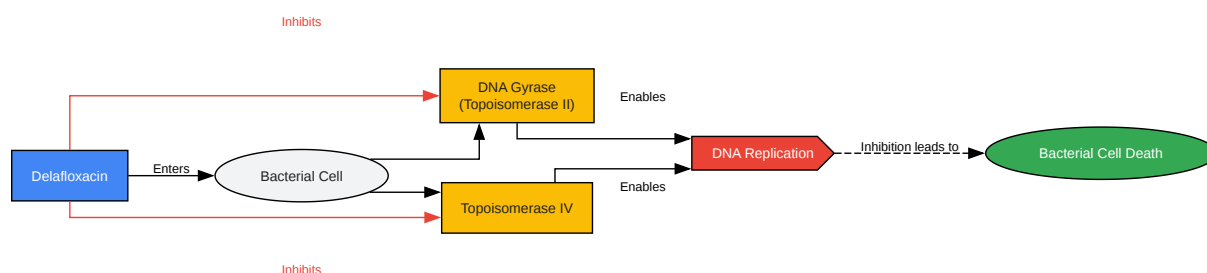 Inhibits
DNA Gyrase
(Topoisomerase II)
Enables
Delafloxacin
Enters
Bacterial Cell
DNA Replication
Inhibition leads to
Bacterial Cell Death
Topoisomerase IV
Enables
Inhibits